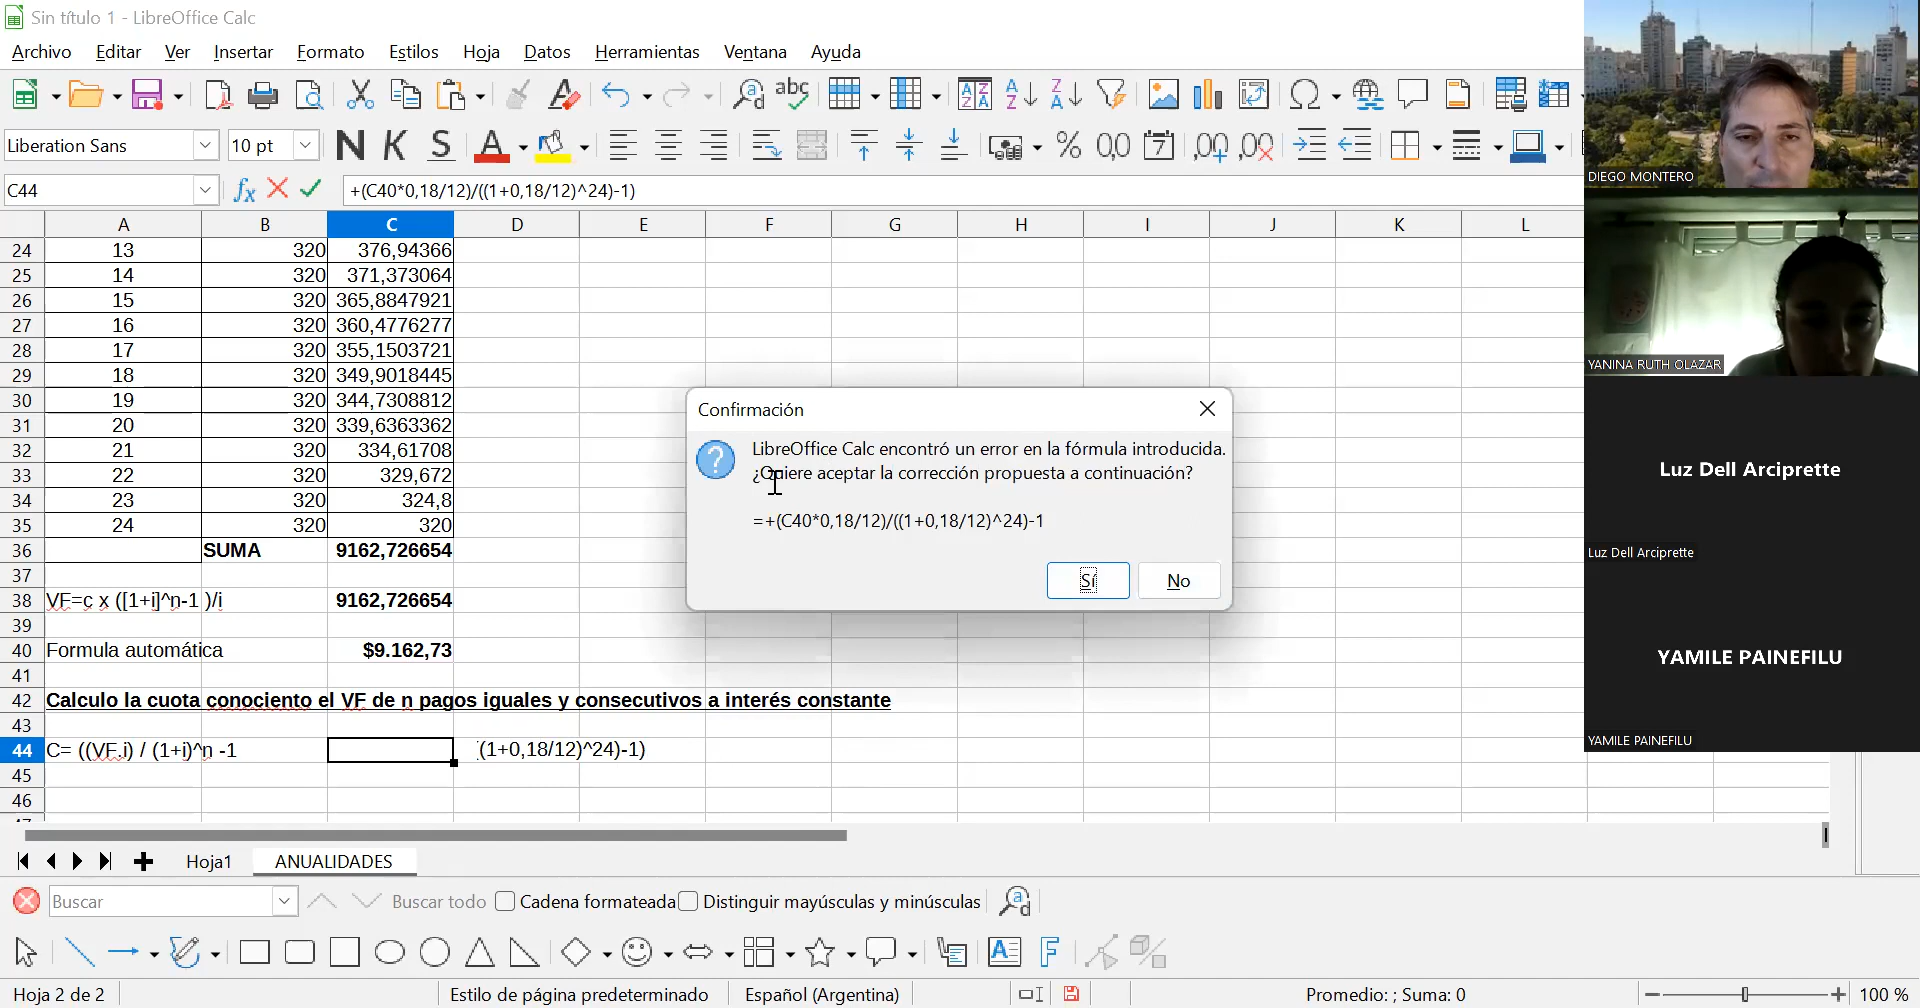 Sin título 1 - LibreOffice Calc
Archivo Editar Ver Insertar Formato Estilos Hoja Datos Herramientas Ventana Ayuda
Liberation Sans 10 pt N K S A % 0,0 7 ,00 ,00
C44 fx +(C40*0,18/12)/((1+0,18/12)^24)-1)
A B C D E F G H I J K L
24 13 320 376,94366
25 14 320 371,373064
26 15 320 365,8847921
27 16 320 360,4776277
28 17 320 355,1503721
29 18 320 349,9018445
30 19 320 344,7308812
31 20 320 339,6363362
32 21 320 334,61708
33 22 320 329,672
34 23 320 324,8
35 24 320 320
36 SUMA 9162,726654
37
38 VF=c x ([1+i]^n-1 )/i 9162,726654
39
40 Formula automática $9.162,73
41
42 Calculo la cuota conociento el VF de n pagos iguales y consecutivos a interés constante
43
44 C= ((VF.i) / (1+i)^n -1 (1+0,18/12)^24)-1)
45
46
Confirmación
LibreOffice Calc encontró un error en la fórmula introducida.
¿Quiere aceptar la corrección propuesta a continuación?
=+(C40*0,18/12)/((1+0,18/12)^24)-1
Sí No
DIEGO MONTERO
YANINA RUTH OLAZAR
Luz Dell Arciprette
Luz Dell Arciprette
YAMILE PAINEFILU
YAMILE PAINEFILU
Hoja1 ANUALIDADES
Buscar Buscar todo Cadena formateada Distinguir mayúsculas y minúsculas
Hoja 2 de 2 Estilo de página predeterminado Español (Argentina) Promedio: ; Suma: 0 100 %